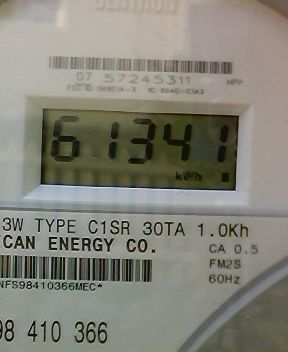 07 57245311 HPP
61341
kWh
3W TYPE C1SR 30TA 1.0Kh
CAN ENERGY CO.
CA 0.5
FM2S
60Hz
NFS98410366MEC*
98 410 366